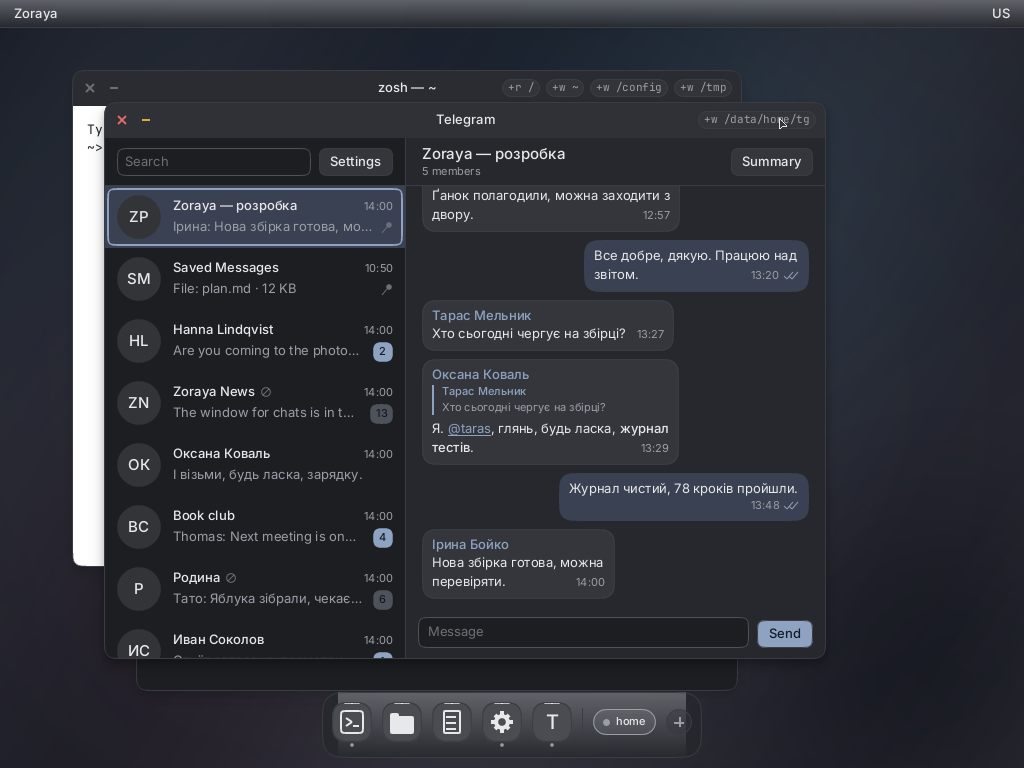 Zoraya
US
zosh — ~
+r /
+w ~
+w /config
+w /tmp
Ty
~>
Telegram
+w /data/home/tg
Search
Settings
Zoraya — розробка
5 members
Summary
ZP
Zoraya — розробка
14:00
Ірина: Нова збірка готова, мо...
SM
Saved Messages
10:50
File: plan.md · 12 KB
HL
Hanna Lindqvist
14:00
Are you coming to the photo...
2
ZN
Zoraya News
14:00
The window for chats is in t...
13
ОК
Оксана Коваль
14:00
І візьми, будь ласка, зарядку.
BC
Book club
14:00
Thomas: Next meeting is on...
4
Р
Родина
14:00
Тато: Яблука зібрали, чекає...
6
ИС
Иван Соколов
14:00
Ґанок полагодили, можна заходити з
двору.
12:57
Все добре, дякую. Працюю над
звітом.
13:20
Тарас Мельник
Хто сьогодні чергує на збірці?
13:27
Оксана Коваль
Тарас Мельник
Хто сьогодні чергує на збірці?
Я. @taras, глянь, будь ласка, журнал
тестів.
13:29
Журнал чистий, 78 кроків пройшли.
13:48
Ірина Бойко
Нова збірка готова, можна
перевіряти.
14:00
Message
Send
T
home